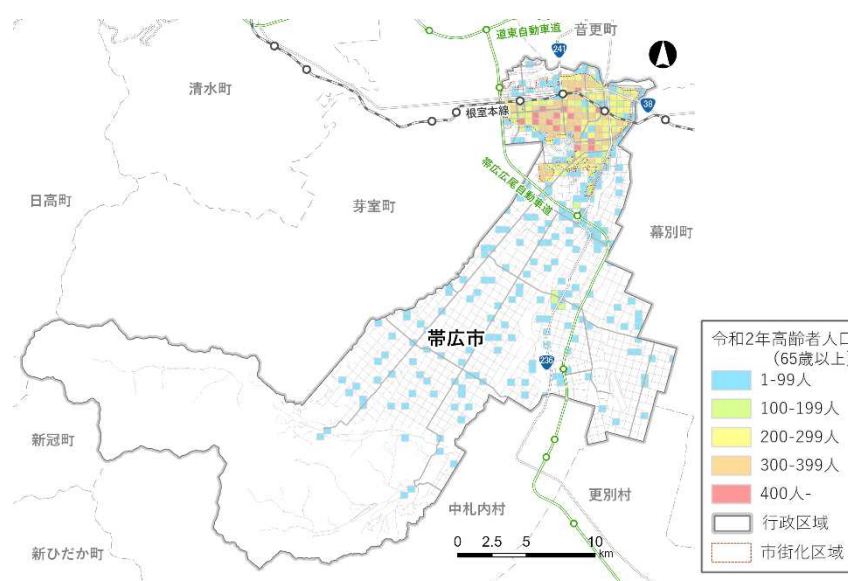 音更町
道東自動車道
241
清水町
38
根室本線
帯広広尾自動車道
日高町
芽室町
幕別町
帯広市
236
令和2年高齢者人口
(65歳以上)
1-99人
100-199人
200-299人
300-399人
400人-
行政区域
市街化区域
新冠町
更別村
中札内村
新ひだか町
0 2.5 5 10
km